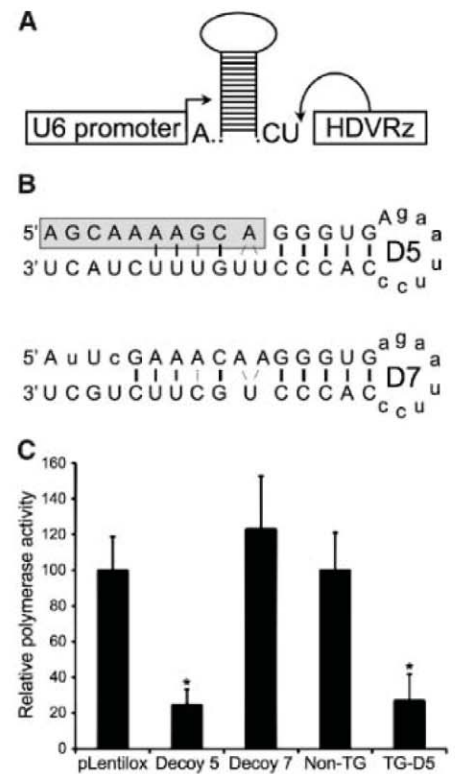 A
U6 promoter A.. .CU HDVRz
B
5' A G C A A A A G C A G G G U G A g a a a
D5
3' U C A U C U U U G U U C C C A C c c u u
5' A u U c G A A A C A A G G G U G a g a a
D7
3' U C G U C U U C G U C C C A C c c u u u
C
Relative polymerase activity
160
140
120
100
80
60
40
20
0
*
*
pLentilox Decoy 5 Decoy 7 Non-TG TG-D5